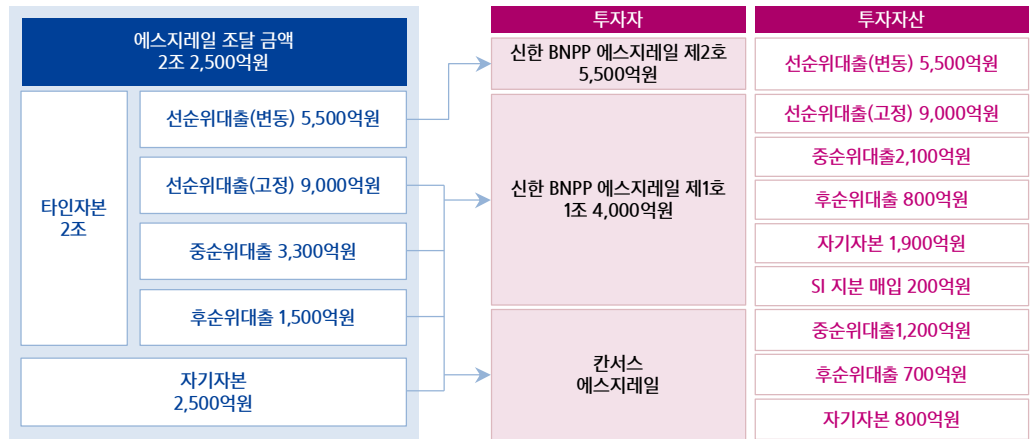 에스지레일 조달 금액
2조 2,500억원
타인자본
2조
선순위대출(변동) 5,500억원
선순위대출(고정) 9,000억원
중순위대출 3,300억원
후순위대출 1,500억원
자기자본
2,500억원
투자자
신한 BNPP 에스지레일 제2호
5,500억원
신한 BNPP 에스지레일 제1호
1조 4,000억원
칸서스
에스지레일
투자자산
선순위대출(변동) 5,500억원
선순위대출(고정) 9,000억원
중순위대출2,100억원
후순위대출 800억원
자기자본 1,900억원
SI 지분 매입 200억원
중순위대출1,200억원
후순위대출 700억원
자기자본 800억원